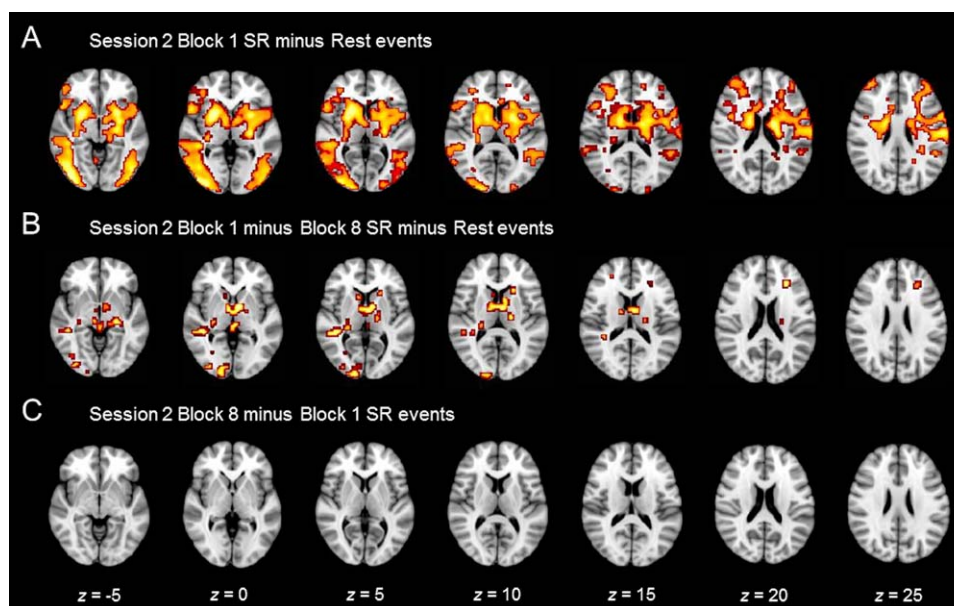 A Session 2 Block 1 SR minus Rest events
B Session 2 Block 1 minus Block 8 SR minus Rest events
C Session 2 Block 8 minus Block 1 SR events
z = -5 z = 0 z = 5 z = 10 z = 15 z = 20 z = 25